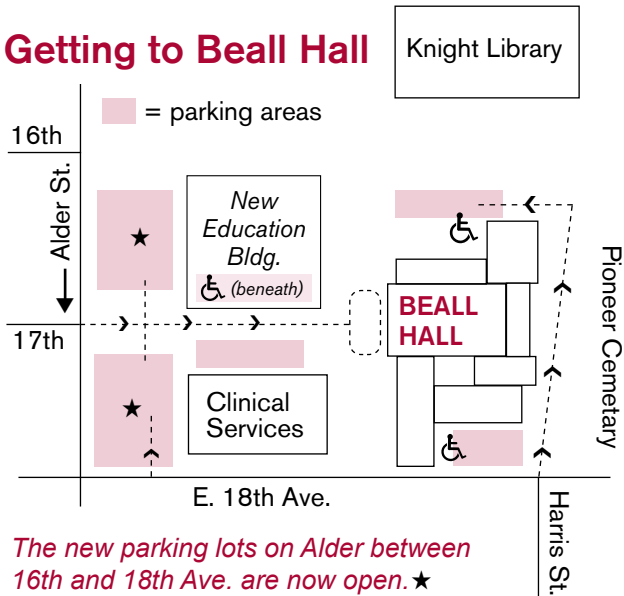 Getting to Beall Hall
Knight Library
= parking areas
16th
Alder St.
New
Education
Bldg.
(beneath)
17th
BEALL
HALL
Pioneer Cemetary
Clinical
Services
E. 18th Ave.
Harris St.
The new parking lots on Alder between
16th and 18th Ave. are now open.★